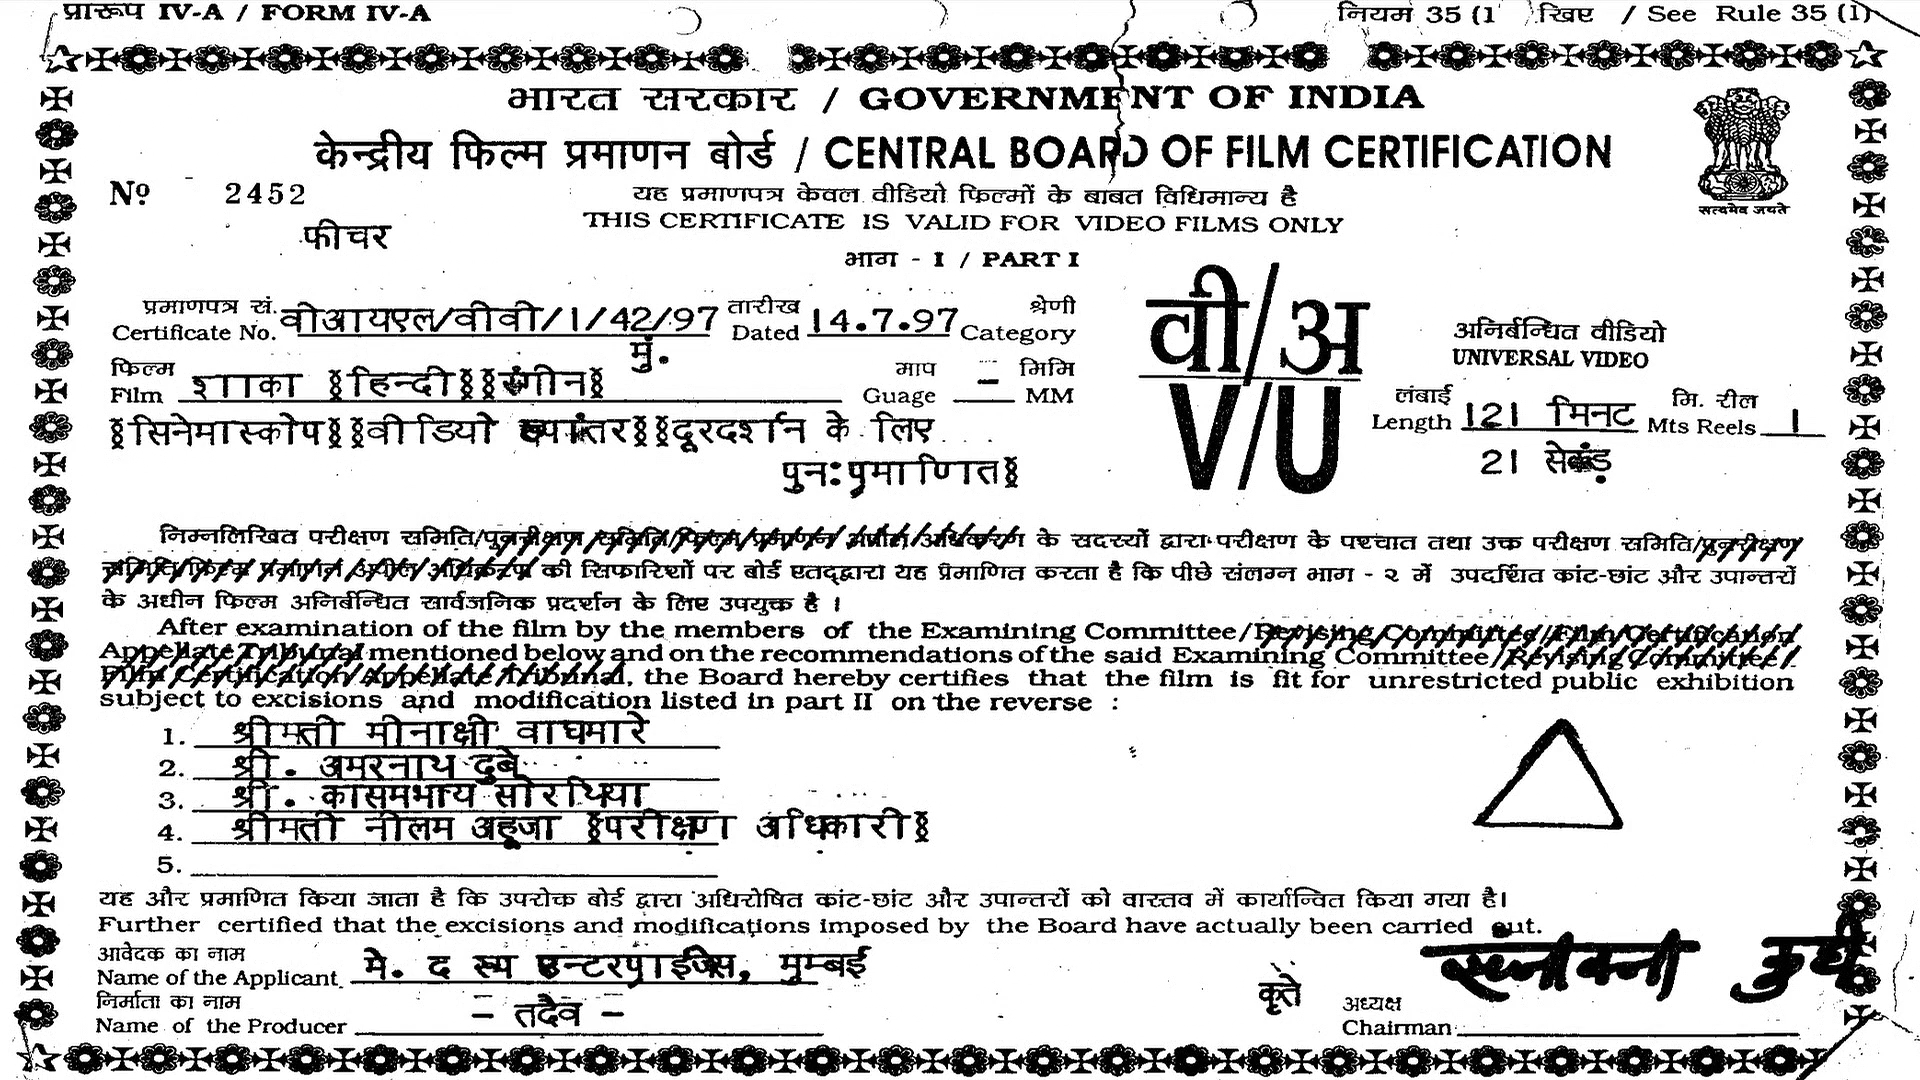 प्रारूप IV-A / FORM IV-A
नियम 35 (1 / See Rule 35 (1)
भारत सरकार / GOVERNMENT OF INDIA
केन्द्रीय फिल्म प्रमाणन बोर्ड / CENTRAL BOARD OF FILM CERTIFICATION
सत्यमेव जयते
Nº 2452
यह प्रमाणपत्र केवल वीडियो फिल्मों के बाबत विधिमान्य है
THIS CERTIFICATE IS VALID FOR VIDEO FILMS ONLY
फीचर
भाग - I / PART I
प्रमाणपत्र सं. तारीख श्रेणी
Certificate No. वीआयएल/वीवी/1/42/97 Dated 14.7.97 Category
मुं.
वी/अ
V/U
अनिर्बन्धित वीडियो
UNIVERSAL VIDEO
फिल्म माप मिमि
Film शाका (हिन्दी)(रंगीन) Guage - MM
लंबाई मि. रील
Length 121 मिनट Mts Reels 1
21 सेकंड
(सिनेमास्कोप)(वीडियो रूपांतर)(दूरदर्शन के लिए
पुन:प्रमाणित)
निम्नलिखित परीक्षण समिति/पुनरीक्षण समिति/फिल्म प्रमाणन अपील अधिकरण के सदस्यों द्वारा परीक्षण के पश्चात तथा उक्त परीक्षण समिति/पुनरीक्षण
समिति/फिल्म प्रमाणन अपील अधिकरण की सिफारिशों पर बोर्ड एतद्द्वारा यह प्रमाणित करता है कि पीछे संलग्न भाग - २ में उपदर्शित कांट-छांट और उपान्तरों
के अधीन फिल्म अनिर्बन्धित सार्वजनिक प्रदर्शन के लिए उपयुक्त है ।
After examination of the film by the members of the Examining Committee/Revising Committee/Film Certification
Appellate Tribunal mentioned below and on the recommendations of the said Examining Committee/Revising Committee/
Film Certification Appellate Tribunal, the Board hereby certifies that the film is fit for unrestricted public exhibition
subject to excisions and modification listed in part II on the reverse :
1. श्रीमती मीनाक्षी वाघमारे
2. श्री. अमरनाथ दुबे
3. श्री. कासमभाय सोरथिया
4. श्रीमती नीलम अहूजा (परीक्षण अधिकारी)
5.
यह और प्रमाणित किया जाता है कि उपरोक्त बोर्ड द्वारा अधिरोषित कांट-छांट और उपान्तरों को वास्तव में कार्यान्वित किया गया है।
Further certified that the excisions and modifications imposed by the Board have actually been carried out.
आवेदक का नाम
Name of the Applicant मे. द रूप एन्टरप्राईजेस, मुम्बई
निर्माता का नाम
Name of the Producer - तदैव -
कृते
अध्यक्ष
Chairman